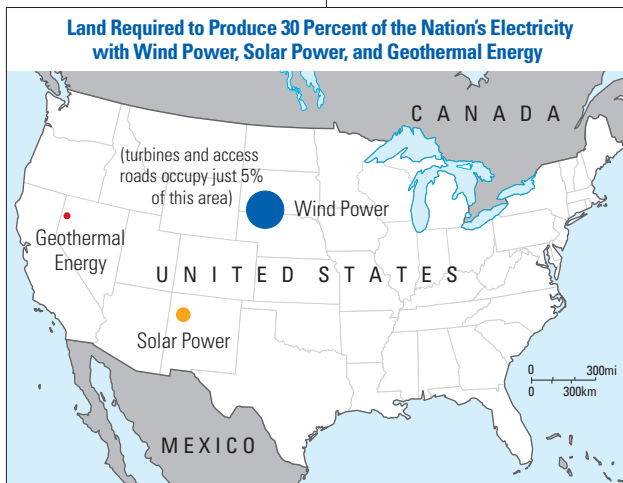 Land Required to Produce 30 Percent of the Nation's Electricity
with Wind Power, Solar Power, and Geothermal Energy
CANADA
(turbines and access
roads occupy just 5%
of this area)
Wind Power
Geothermal
Energy
UNITED STATES
Solar Power
0 300mi
0 300km
MEXICO